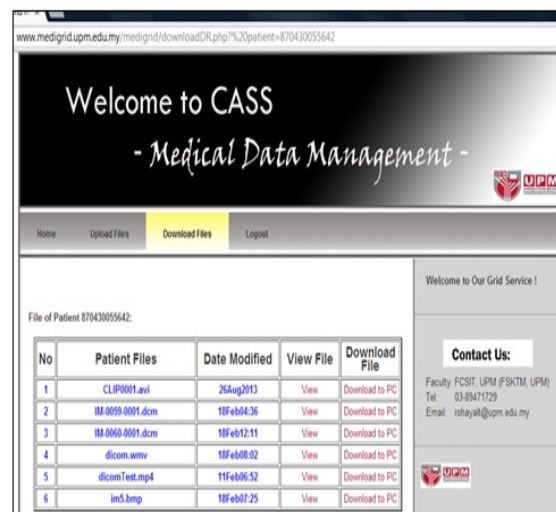 www.medigrid.upm.edu.my/medigrid/downloadDR.php?%20patient=870430055642
Welcome to CASS
- Medical Data Management -
UPM
Home Upload Files Download Files Logout
Welcome to Our Grid Service !
File of Patient 870430055642:
No Patient Files Date Modified View File Download File
1 CLIP0001.avi 26Aug2013 View Download to PC
2 IM-0059-0001.dcm 18Feb04:36 View Download to PC
3 IM-0060-0001.dcm 18Feb12:11 View Download to PC
4 dicom.wmv 18Feb08:02 View Download to PC
5 dicomTest.mp4 11Feb06:52 View Download to PC
6 im5.bmp 18Feb07:25 View Download to PC
Contact Us:
Faculty: FCSIT, UPM (FSKTM, UPM)
Tel: 03-89471729
Email: rohayalt@upm.edu.my
UPM